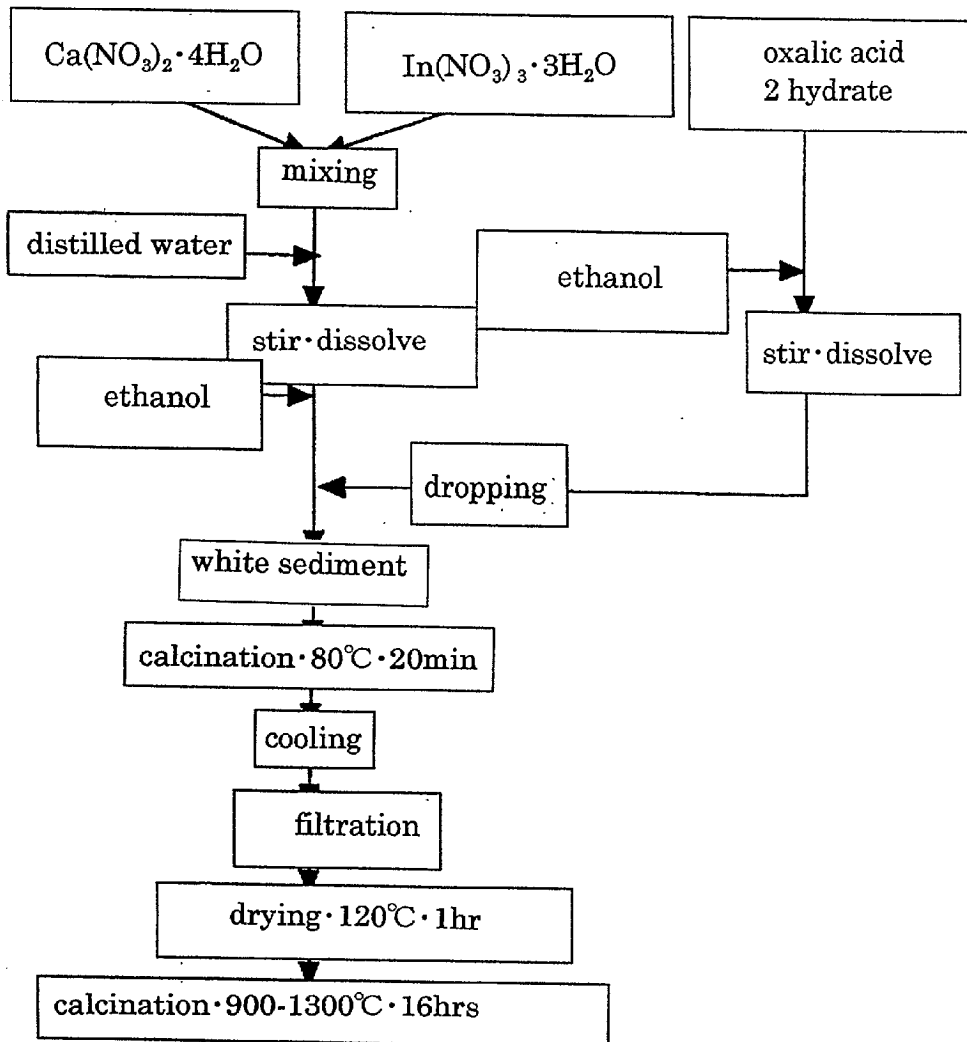 Ca(NO₃)₂·4H₂O
In(NO₃)₃·3H₂O
oxalic acid
2 hydrate
mixing
distilled water
ethanol
stir·dissolve
stir·dissolve
ethanol
dropping
white sediment
calcination·80℃·20min
cooling
filtration
drying·120℃·1hr
calcination·900-1300℃·16hrs